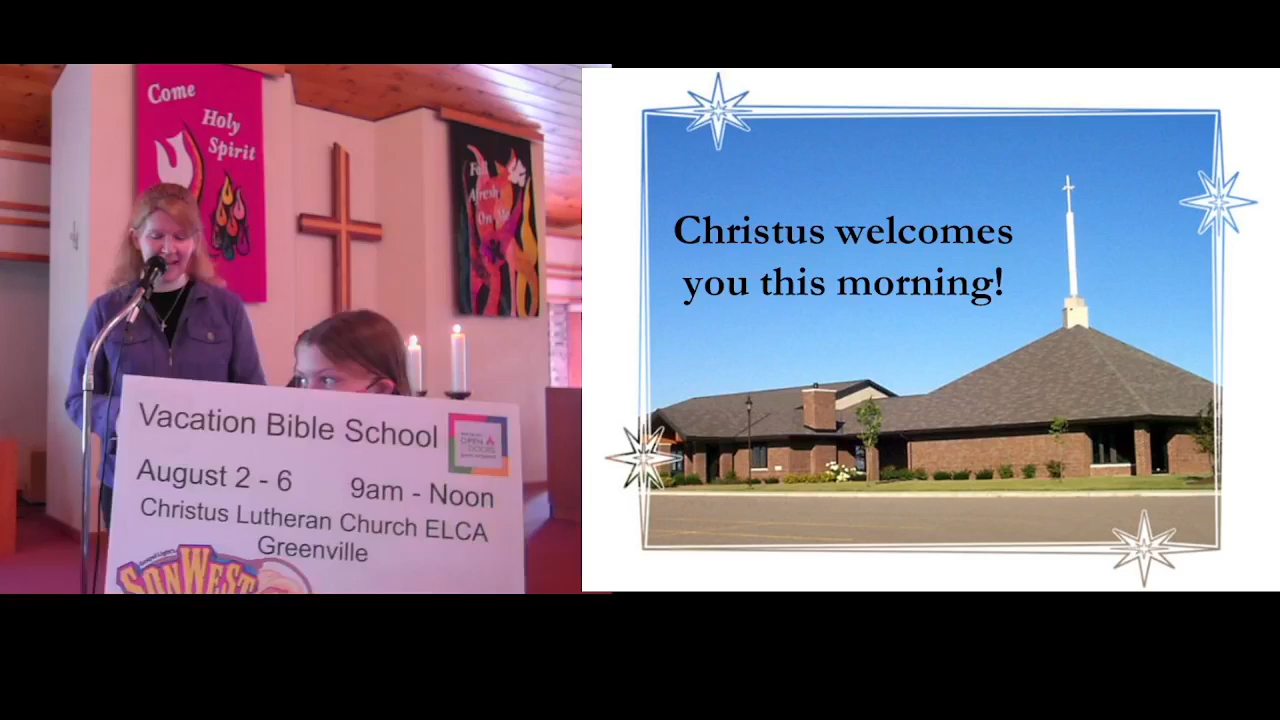 Come
Holy
Spirit
Fall
Afresh
On Me
Vacation Bible School
OPEN
DOORS
August 2 - 6 9am - Noon
Christus Lutheran Church ELCA
Greenville
SONWEST
Christus welcomes
you this morning!